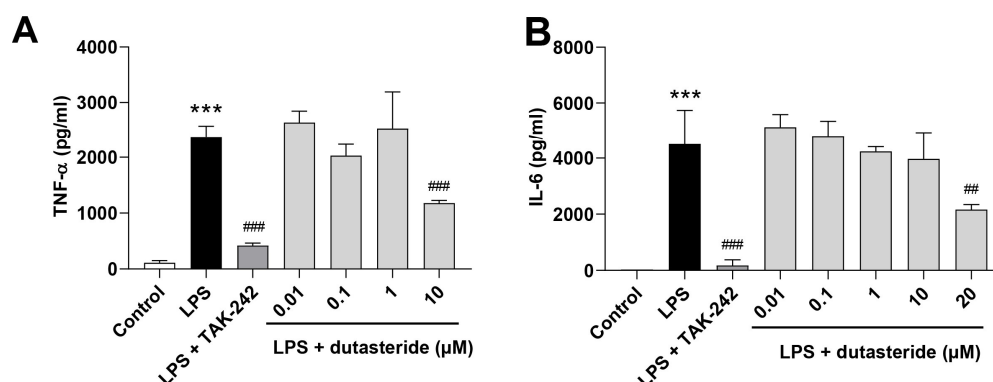 A
TNF-α (pg/ml)
4000
3000
2000
1000
0
***
###
###
Control
LPS
LPS + TAK-242
0.01
0.1
1
10
LPS + dutasteride (µM)
B
IL-6 (pg/ml)
8000
6000
4000
2000
0
***
###
##
Control
LPS
LPS + TAK-242
0.01
0.1
1
10
20
LPS + dutasteride (µM)